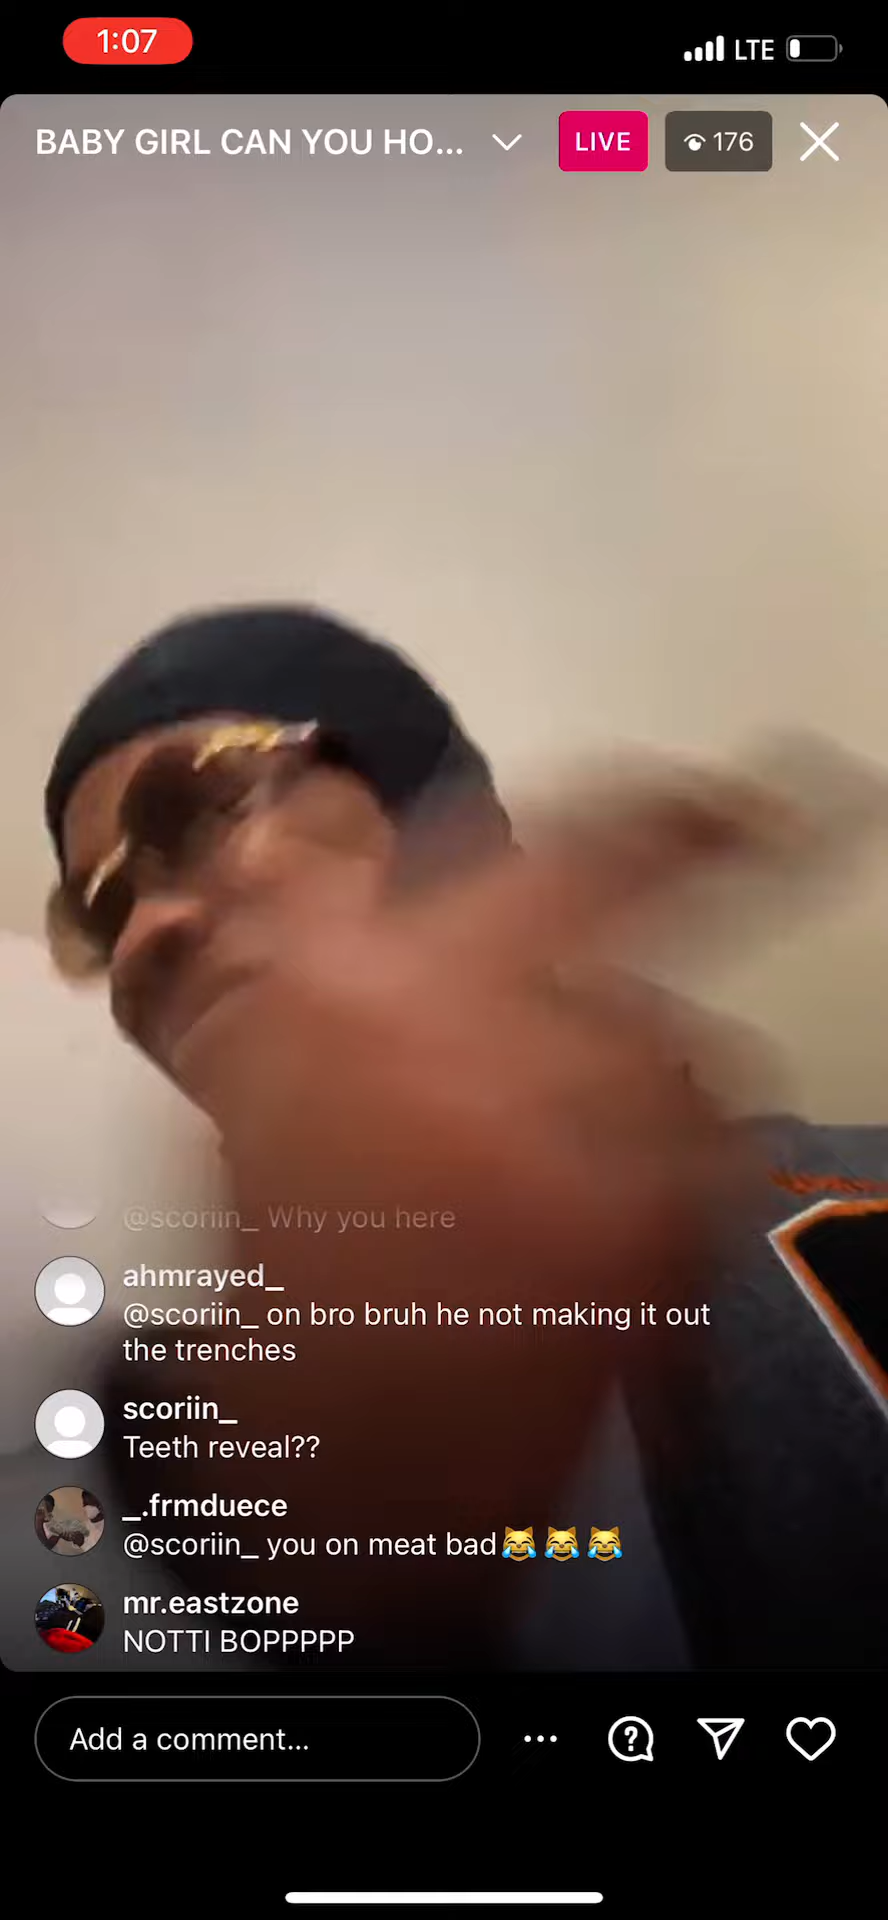 1:07
LTE
BABY GIRL CAN YOU HO...
LIVE
176
@scoriin_ Why you here
ahmrayed_
@scoriin_ on bro bruh he not making it out
the trenches
scoriin_
Teeth reveal??
_.frmduece
@scoriin_ you on meat bad😹😹😹
mr.eastzone
NOTTI BOPPPPP
Add a comment...